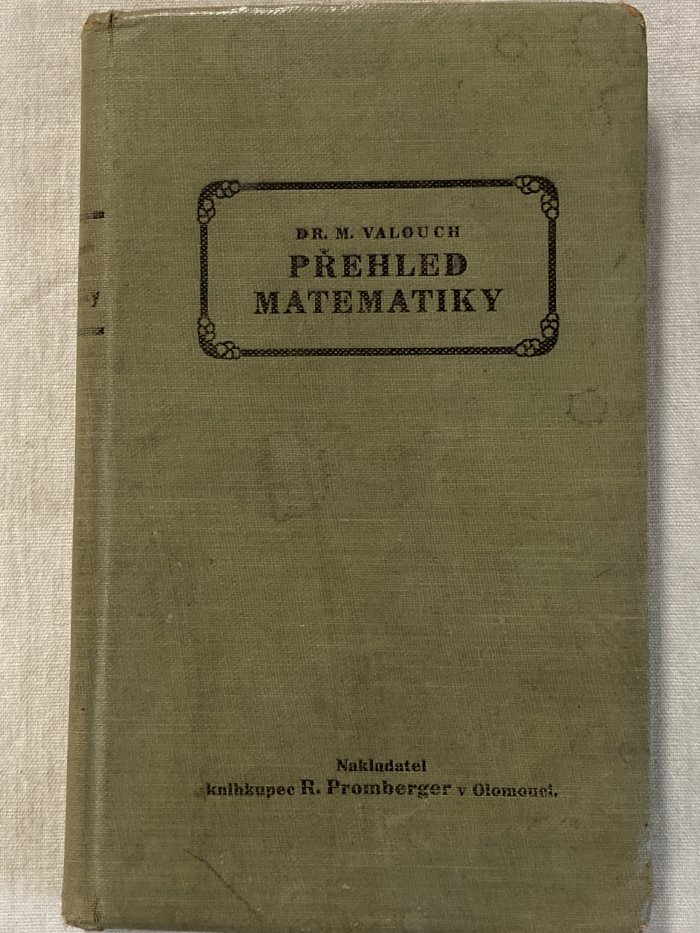 DR. M. VALOUCH
PŘEHLED
MATEMATIKY
Nakladatel
knihkupec R. Promberger v Olomouci.